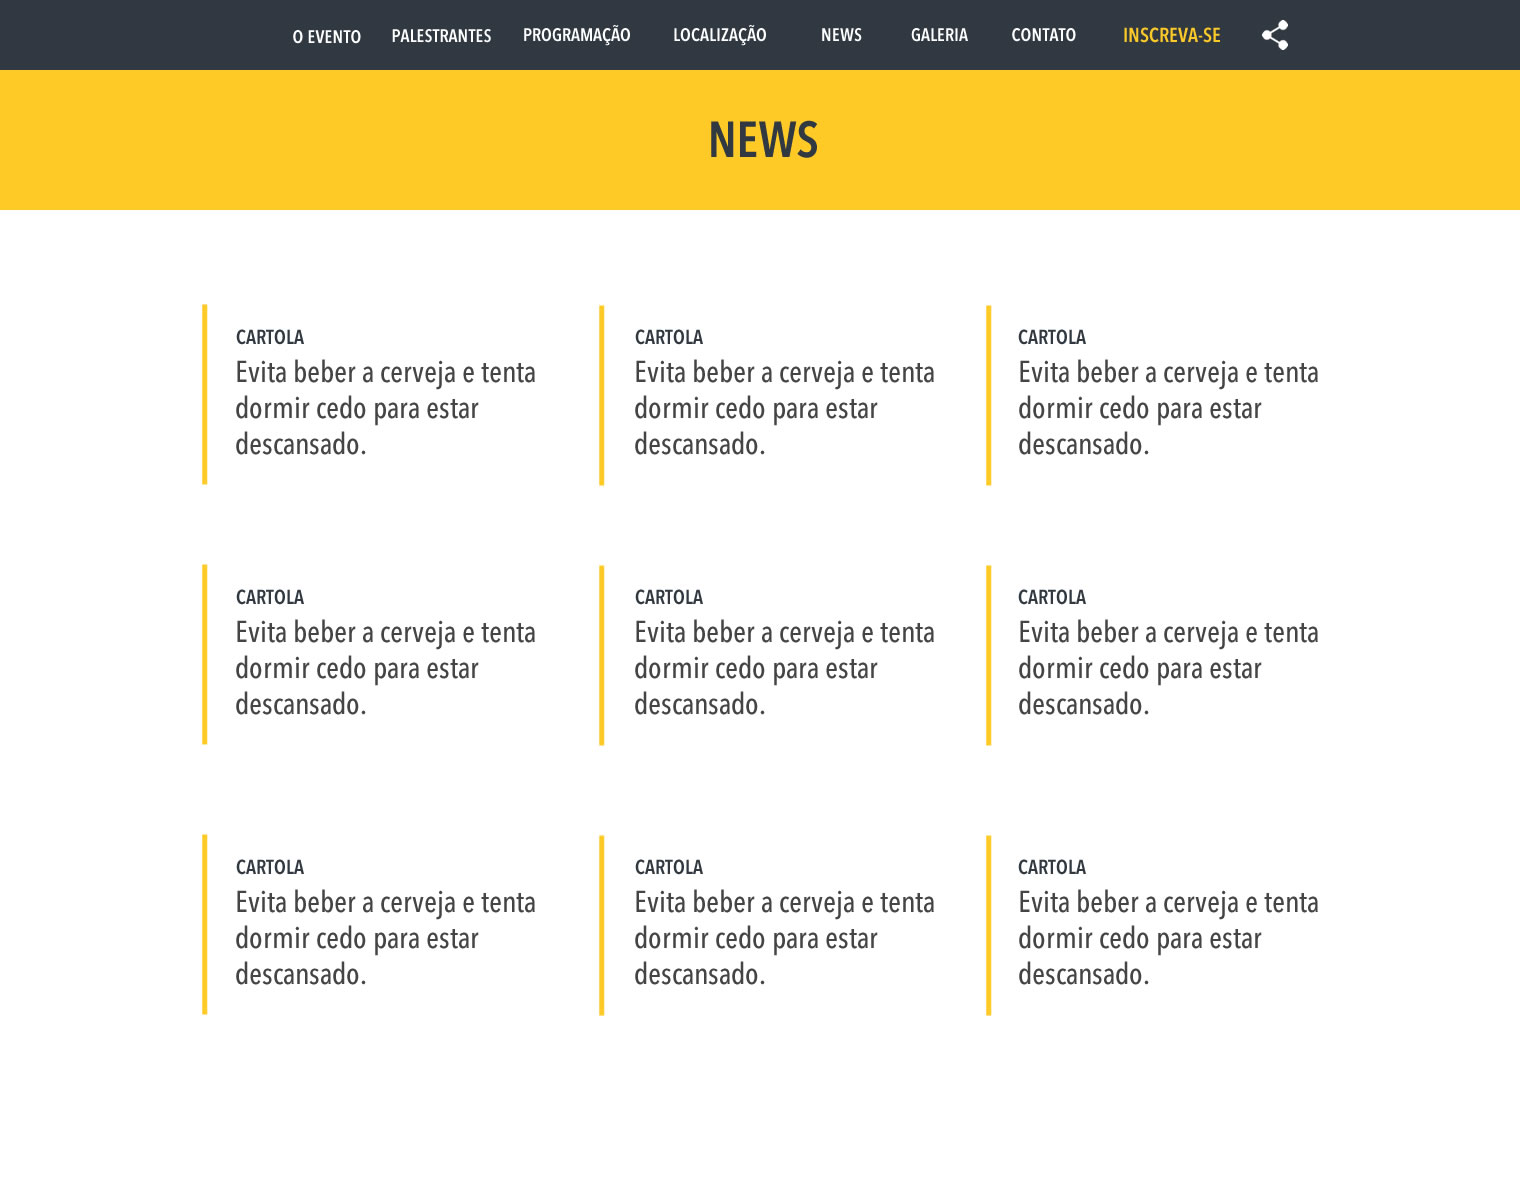 O EVENTO PALESTRANTES PROGRAMAÇÃO LOCALIZAÇÃO NEWS GALERIA CONTATO INSCREVA-SE
NEWS
CARTOLA
Evita beber a cerveja e tenta
dormir cedo para estar
descansado.
CARTOLA
Evita beber a cerveja e tenta
dormir cedo para estar
descansado.
CARTOLA
Evita beber a cerveja e tenta
dormir cedo para estar
descansado.
CARTOLA
Evita beber a cerveja e tenta
dormir cedo para estar
descansado.
CARTOLA
Evita beber a cerveja e tenta
dormir cedo para estar
descansado.
CARTOLA
Evita beber a cerveja e tenta
dormir cedo para estar
descansado.
CARTOLA
Evita beber a cerveja e tenta
dormir cedo para estar
descansado.
CARTOLA
Evita beber a cerveja e tenta
dormir cedo para estar
descansado.
CARTOLA
Evita beber a cerveja e tenta
dormir cedo para estar
descansado.